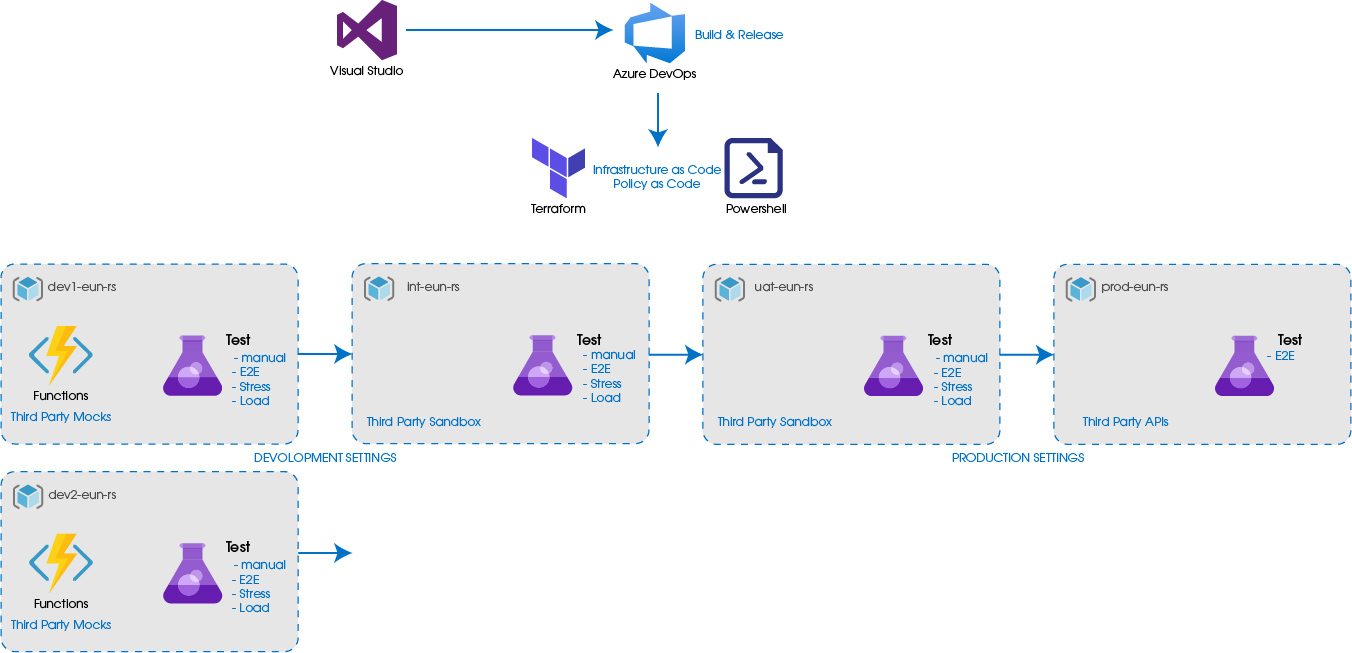 Visual Studio
Azure DevOps
Build & Release
Infrastructure as Code
Policy as Code
Terraform
Powershell
dev1-eun-rs
Functions
Third Party Mocks
Test
- manual
- E2E
- Stress
- Load
int-eun-rs
Test
- manual
- E2E
- Stress
- Load
Third Party Sandbox
uat-eun-rs
Test
- manual
- E2E
- Stress
- Load
Third Party Sandbox
prod-eun-rs
Test
- E2E
Third Party APIs
DEVOLOPMENT SETTINGS
PRODUCTION SETTINGS
dev2-eun-rs
Functions
Third Party Mocks
Test
- manual
- E2E
- Stress
- Load